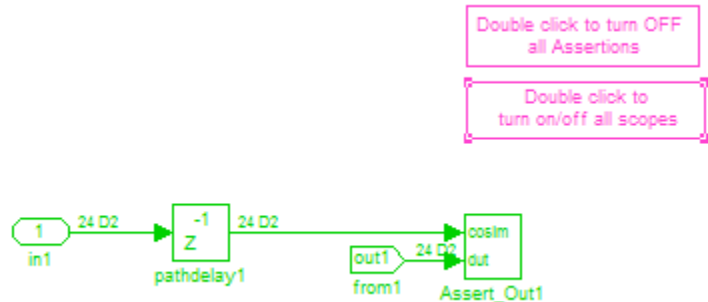 Double click to turn OFF
all Assertions
Double click to
turn on/off all scopes
1
24 D2
-1
Z
24 D2
cosim
in1
pathdelay1
out1
24 D2
dut
from1
Assert_Out1